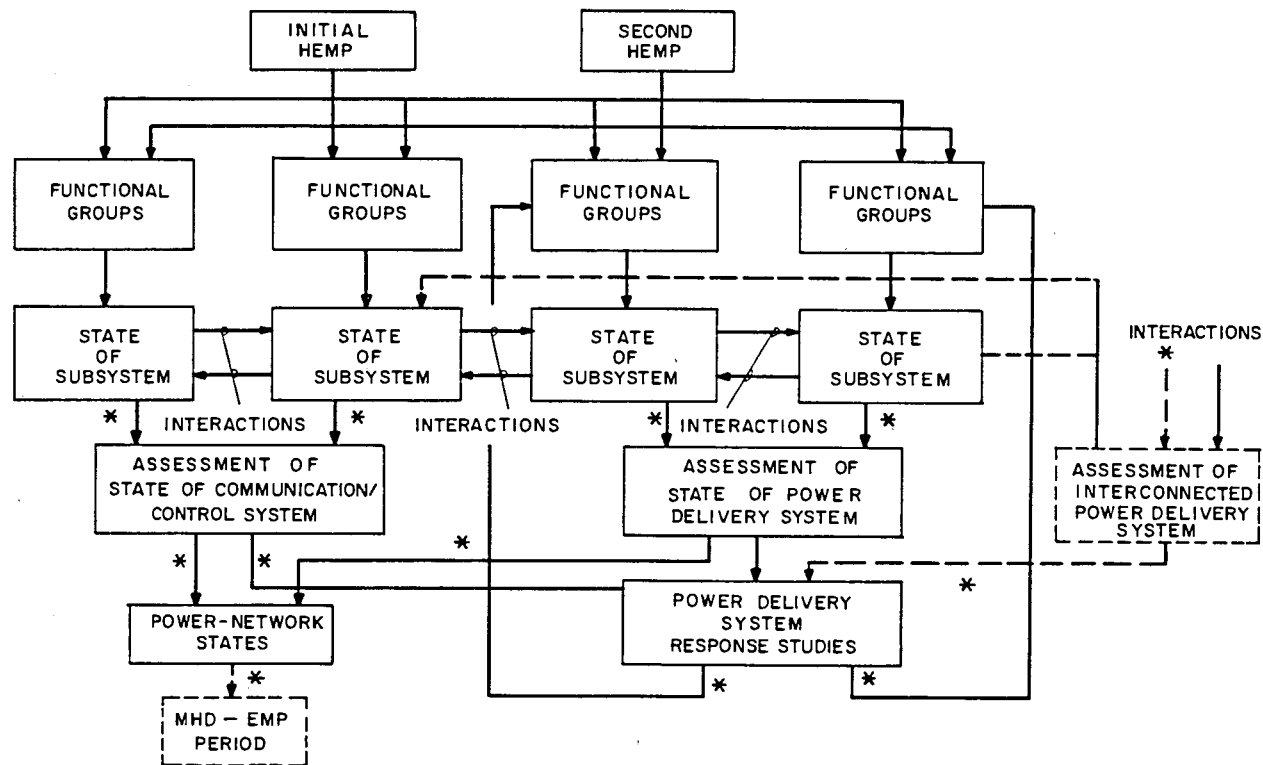 INITIAL
HEMP
SECOND
HEMP
FUNCTIONAL
GROUPS
FUNCTIONAL
GROUPS
FUNCTIONAL
GROUPS
FUNCTIONAL
GROUPS
STATE
OF
SUBSYSTEM
STATE
OF
SUBSYSTEM
STATE
OF
SUBSYSTEM
STATE
OF
SUBSYSTEM
INTERACTIONS
*
* INTERACTIONS *
INTERACTIONS
* INTERACTIONS *
ASSESSMENT OF
STATE OF COMMUNICATION/
CONTROL SYSTEM
ASSESSMENT OF
STATE OF POWER
DELIVERY SYSTEM
ASSESSMENT OF
INTERCONNECTED
POWER DELIVERY
SYSTEM
* * *
*
POWER-NETWORK
STATES
POWER DELIVERY
SYSTEM
RESPONSE STUDIES
* * *
MHD - EMP
PERIOD